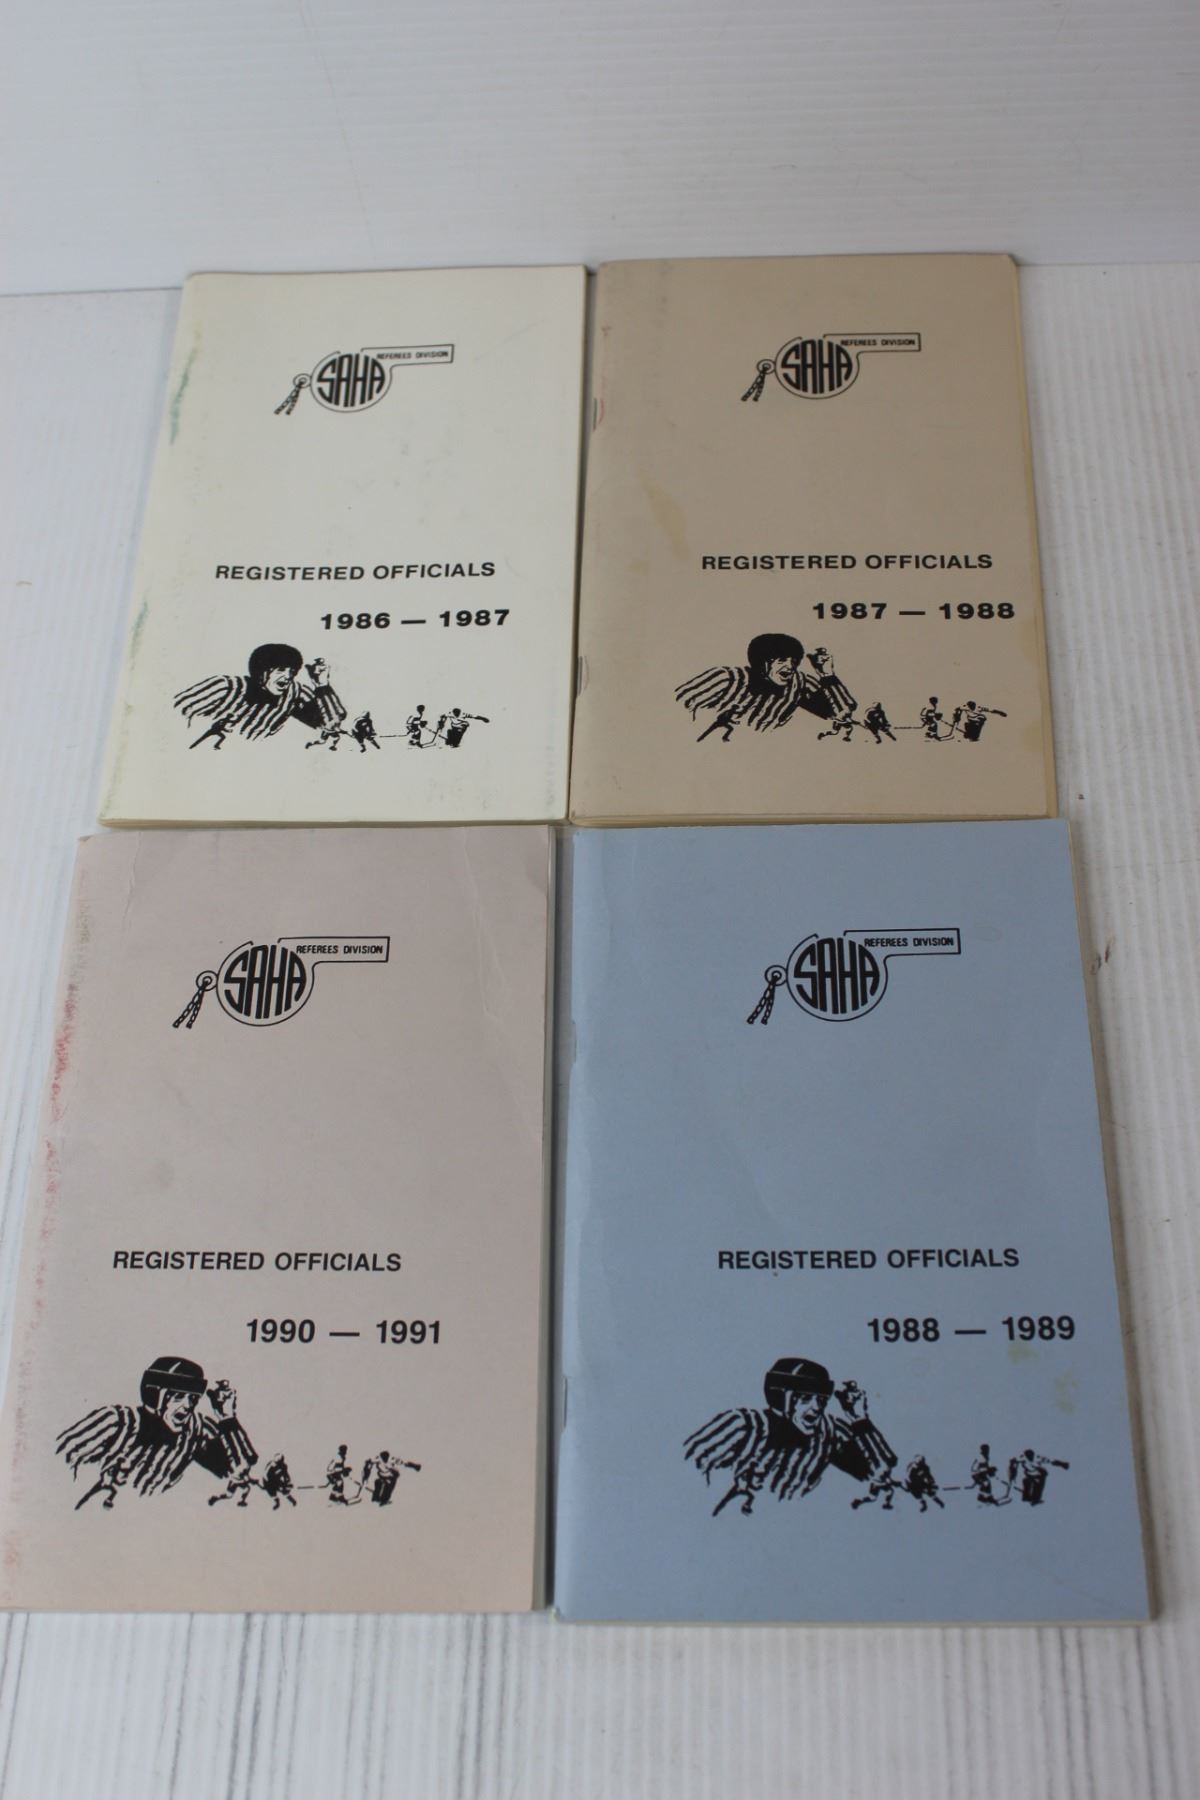 SAHA REFEREES DIVISION
REGISTERED OFFICIALS
1986 — 1987
SAHA REFEREES DIVISION
REGISTERED OFFICIALS
1987 — 1988
SAHA REFEREES DIVISION
REGISTERED OFFICIALS
1990 — 1991
SAHA REFEREES DIVISION
REGISTERED OFFICIALS
1988 — 1989